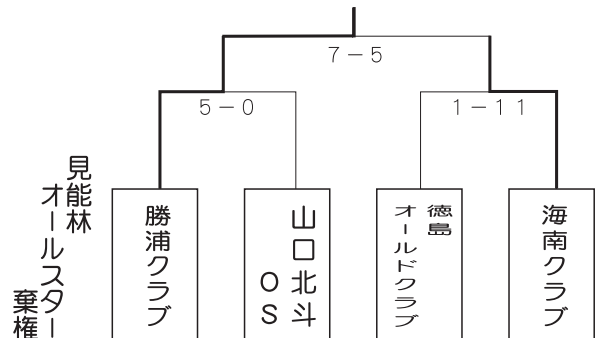 7-5
5-0
1-11
見能林
オールスター
棄権
勝浦クラブ
山口北斗
OS
徳島
オールドクラブ
海南クラブ